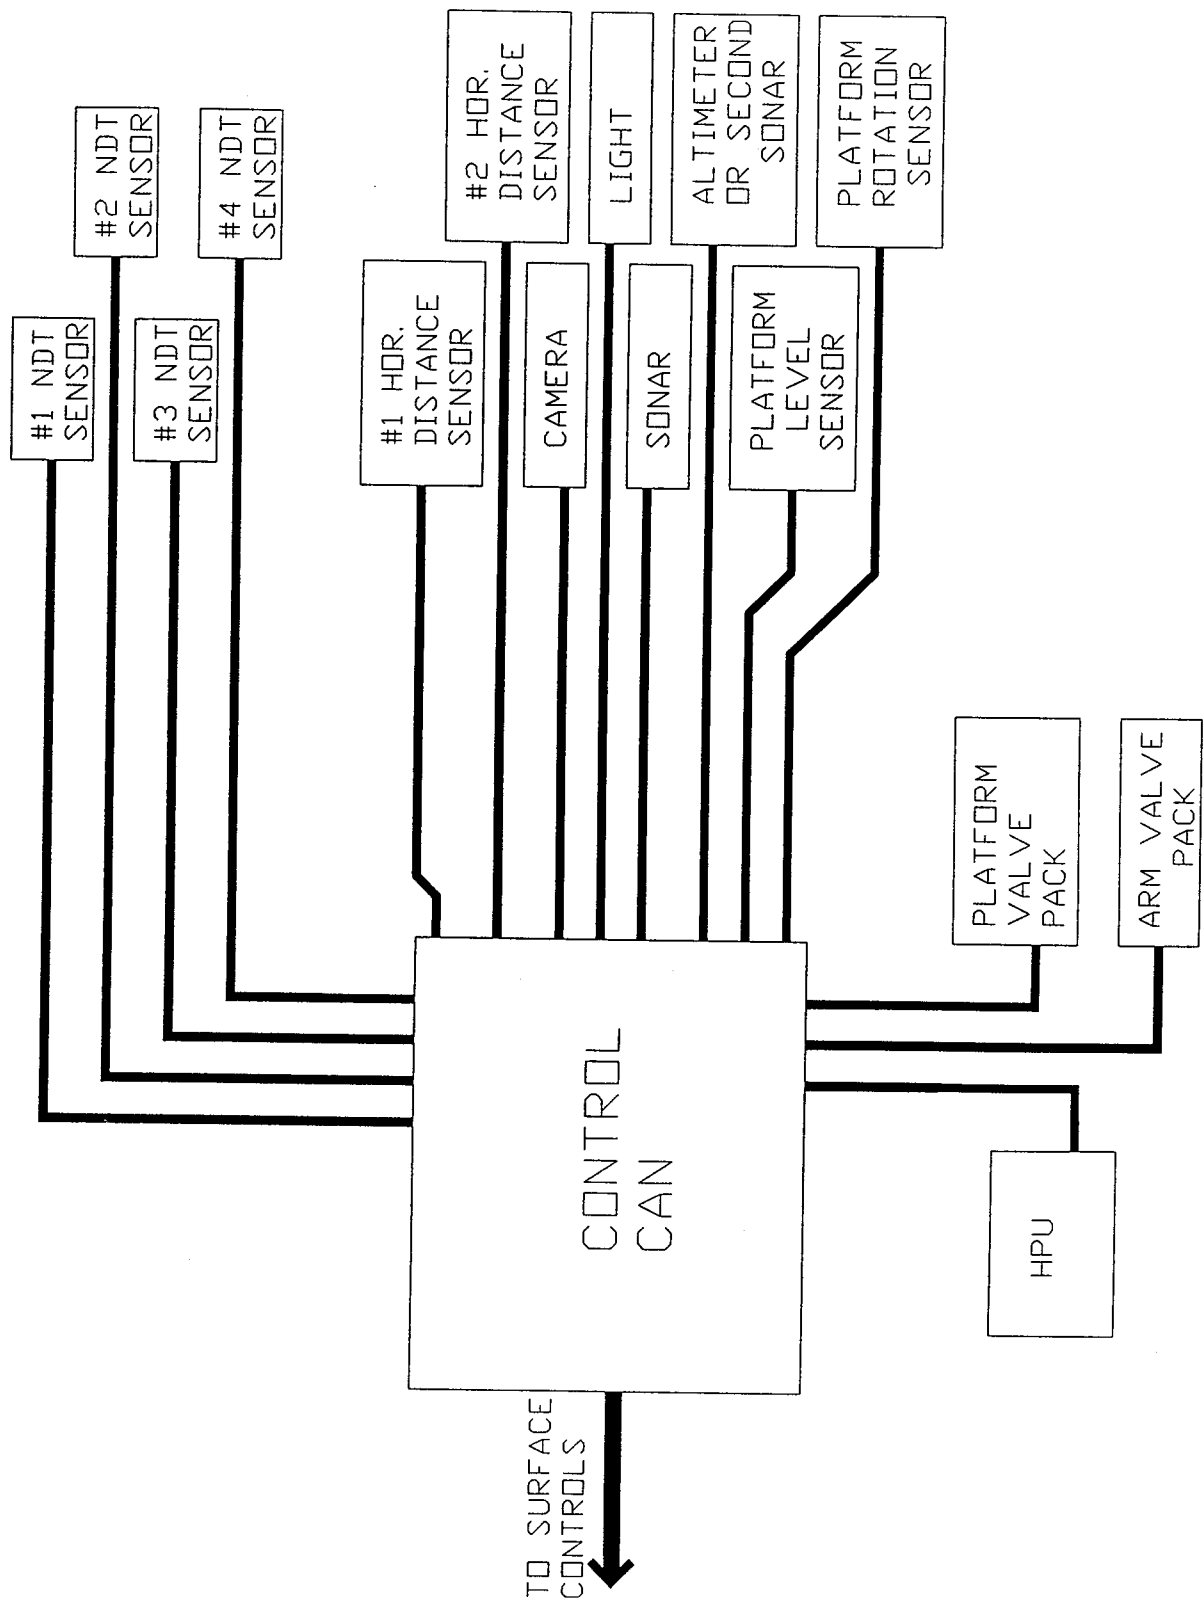 #1 NDT
SENSOR
#2 NDT
SENSOR
#3 NDT
SENSOR
#4 NDT
SENSOR
#1 HOR.
DISTANCE
SENSOR
#2 HOR.
DISTANCE
SENSOR
CAMERA
LIGHT
SONAR
ALTIMETER
OR SECOND
SONAR
PLATFORM
LEVEL
SENSOR
PLATFORM
ROTATION
SENSOR
TO SURFACE
CONTROLS
CONTROL
CAN
PLATFORM
VALVE
PACK
ARM VALVE
PACK
HPU